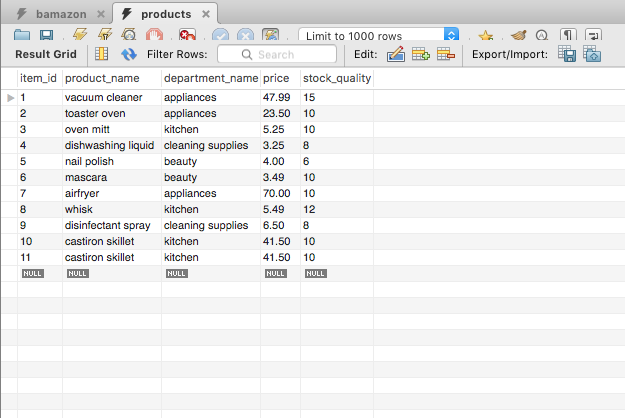 bamazon products
Limit to 1000 rows
Result Grid Filter Rows: Search Edit: Export/Import:
item_id product_name department_name price stock_quality
1 vacuum cleaner appliances 47.99 15
2 toaster oven appliances 23.50 10
3 oven mitt kitchen 5.25 10
4 dishwashing liquid cleaning supplies 3.25 8
5 nail polish beauty 4.00 6
6 mascara beauty 3.49 10
7 airfryer appliances 70.00 10
8 whisk kitchen 5.49 12
9 disinfectant spray cleaning supplies 6.50 8
10 castiron skillet kitchen 41.50 10
11 castiron skillet kitchen 41.50 10
NULL NULL NULL NULL NULL